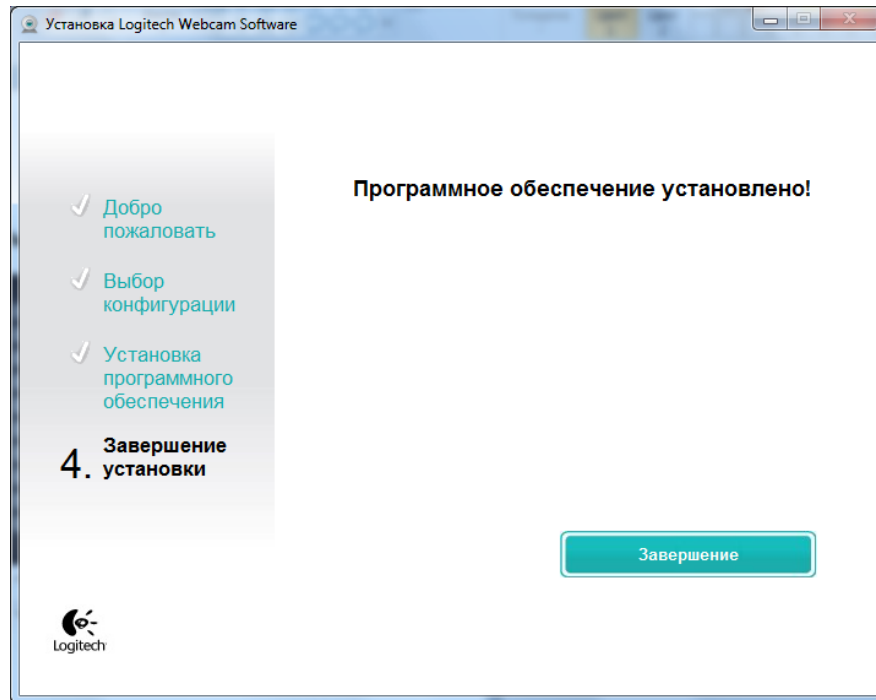 Установка Logitech Webcam Software
Программное обеспечение установлено!
Добро
пожаловать
Выбор
конфигурации
Установка
программного
обеспечения
4. Завершение
установки
Завершение
Logitech